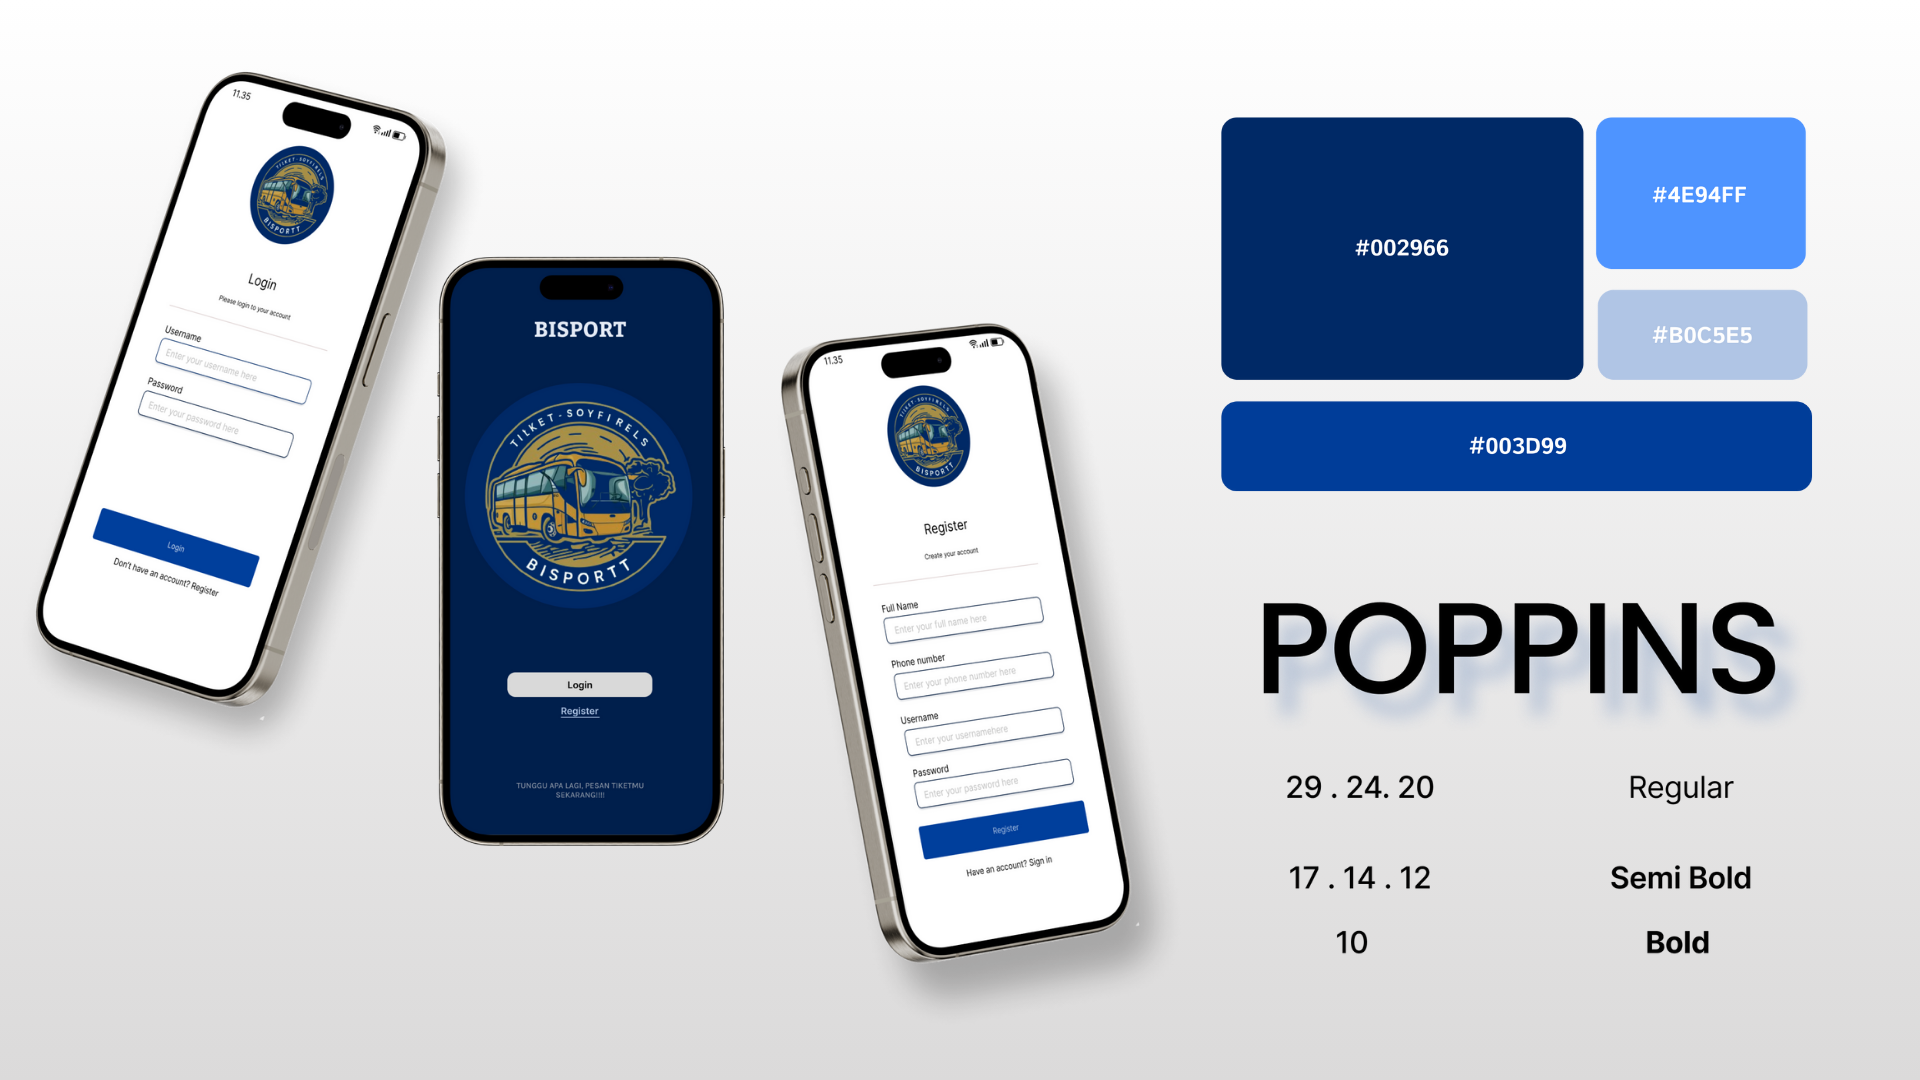 11.35
TILKET-SOYFIRELS
BISPORTT
Login
Please login to your account
Username
Enter your username here
Password
Enter your password here
Login
Don't have an account? Register
BISPORT
TILKET-SOYFIRELS
BISPORTT
Login
Register
TUNGGU APA LAGI, PESAN TIKETMU
SEKARANG!!!!
11.35
TILKET-SOYFIRELS
BISPORTT
Register
Create your account
Full Name
Enter your full name here
Phone number
Enter your phone number here
Username
Enter your usernamehere
Password
Enter your password here
Register
Have an account? Sign in
#002966
#4E94FF
#B0C5E5
#003D99
POPPINS
29 . 24. 20
Regular
17 . 14 . 12
Semi Bold
10
Bold